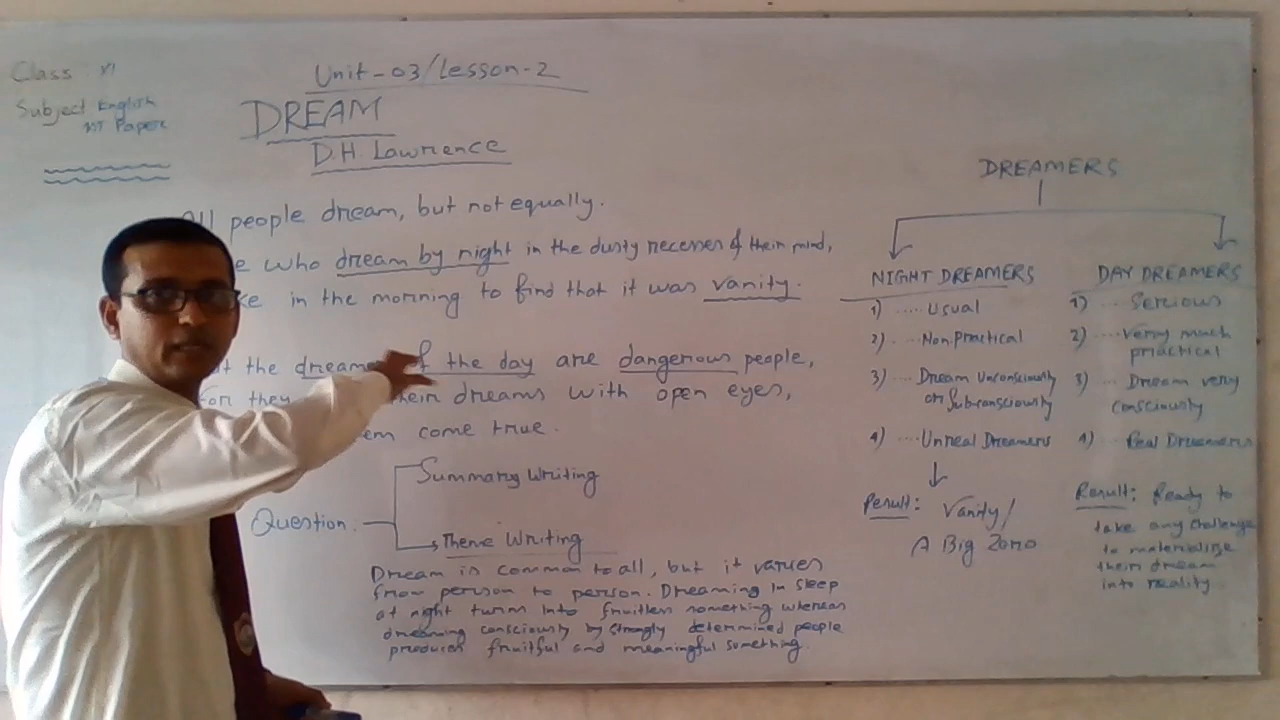 Class XI
Subject English
1st Paper
Unit-03/Lesson-2
DREAM
D.H Lawrence
All people dream, but not equally.
who dream by night in the dusty recesses of their mind,
in the morning to find that it was vanity.
the dreamers of the day are dangerous people,
For they their dreams with open eyes,
come true.
Question:
Summary Writing
Theme Writing
Dream is common to all, but it varies
from person to person. Dreaming in sleep
at night turns into fruitless something whereas
dreaming consciously by strongly determined people
produces fruitful and meaningful something.
DREAMERS
NIGHT DREAMERS
1) ..... Usual
2) .... Non.Practical
3) .... Dream Unconsciously
or Subconsciously
4) .... Unreal Dreamers
Result: Vanity/
A Big Zero
DAY DREAMERS
1) ... Serious
2) .... Very much
practical
3) ... Dream very
consciously
4) ... Real Dreamers
Result: Ready to
take any challenge
to materialize
their dream
into reality.